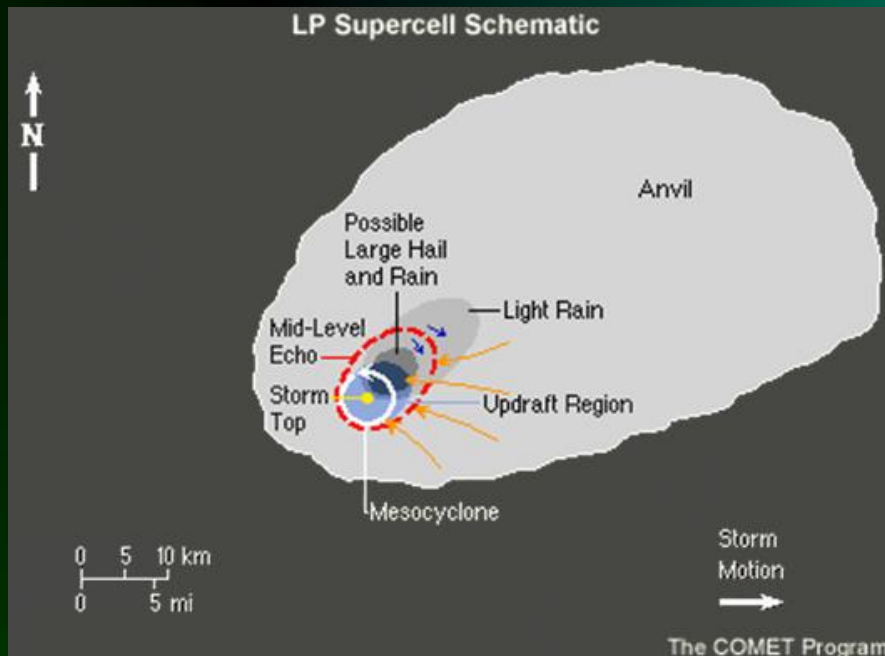 LP Supercell Schematic
N
Anvil
Possible
Large Hail
and Rain
Light Rain
Mid-Level
Echo
Storm
Top
Updraft Region
Mesocyclone
0 5 10 km
0 5 mi
Storm
Motion
The COMET Program